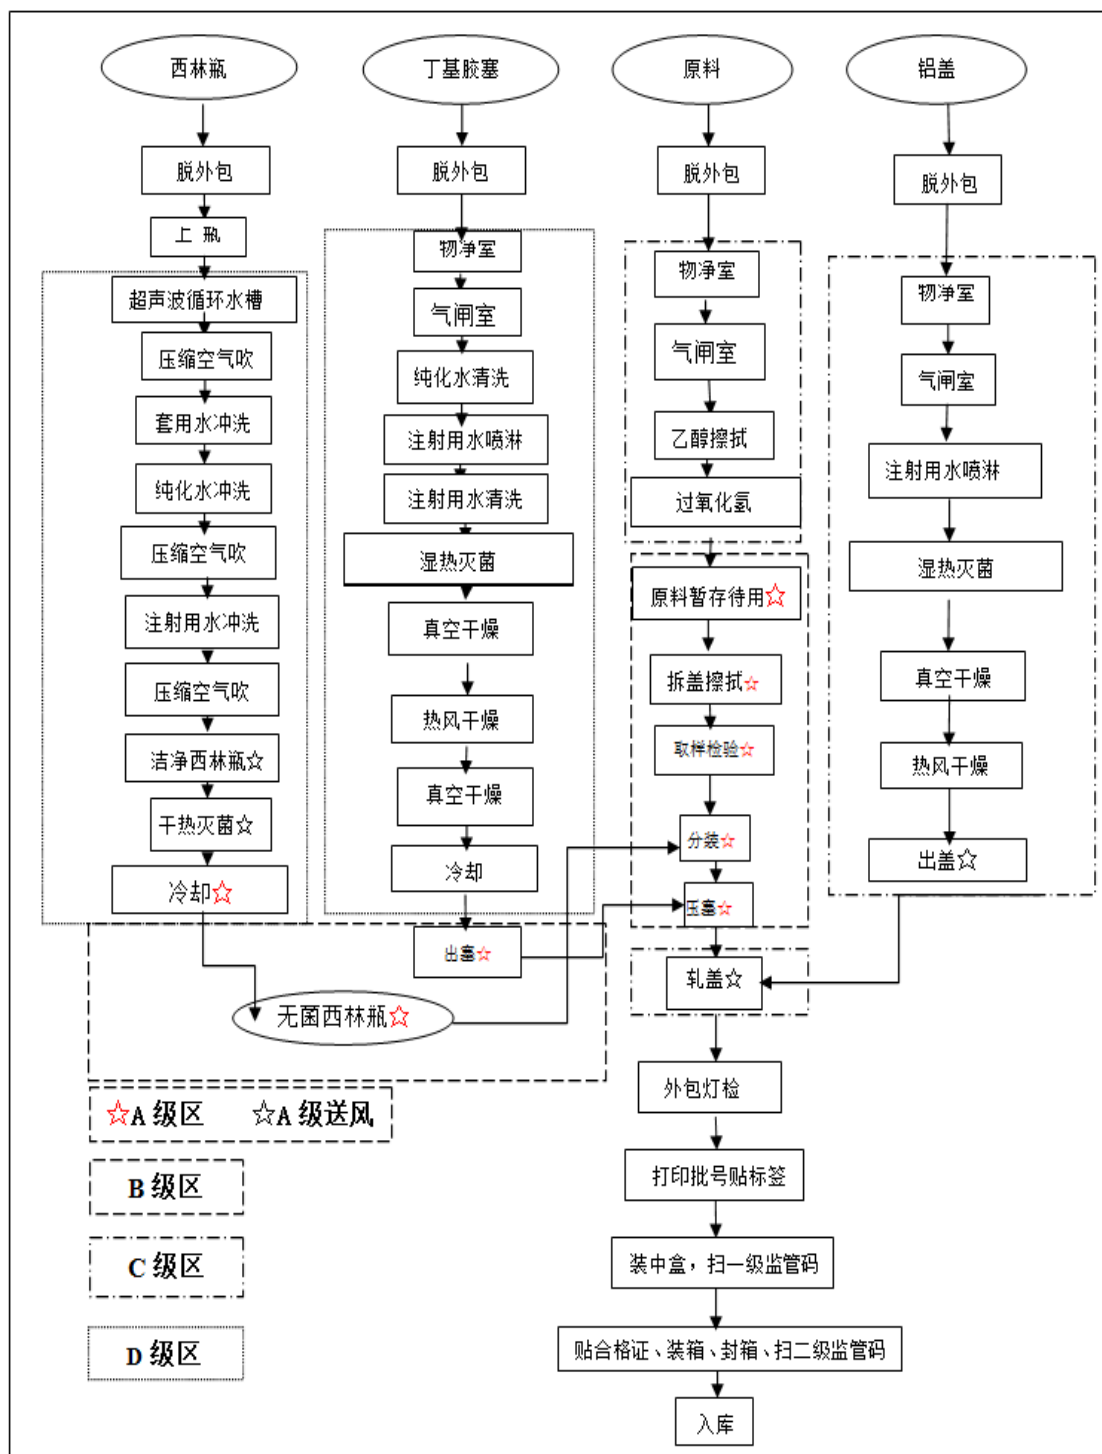 西林瓶
脱外包
上 瓶
超声波循环水槽
压缩空气吹
套用水冲洗
纯化水冲洗
压缩空气吹
注射用水冲洗
压缩空气吹
洁净西林瓶☆
干热灭菌☆
冷却☆
无菌西林瓶☆
丁基胶塞
脱外包
物净室
气闸室
纯化水清洗
注射用水喷淋
注射用水清洗
湿热灭菌
真空干燥
热风干燥
真空干燥
冷却
出塞☆
原料
脱外包
物净室
气闸室
乙醇擦拭
过氧化氢
原料暂存待用☆
拆盖擦拭☆
取样检验☆
分装☆
压塞☆
轧盖☆
外包灯检
打印批号贴标签
装中盒，扫一级监管码
贴合格证、装箱、封箱、扫二级监管码
入库
铝盖
脱外包
物净室
气闸室
注射用水喷淋
湿热灭菌
真空干燥
热风干燥
出盖☆
☆A 级区 ☆A 级送风
B 级区
C 级区
D 级区